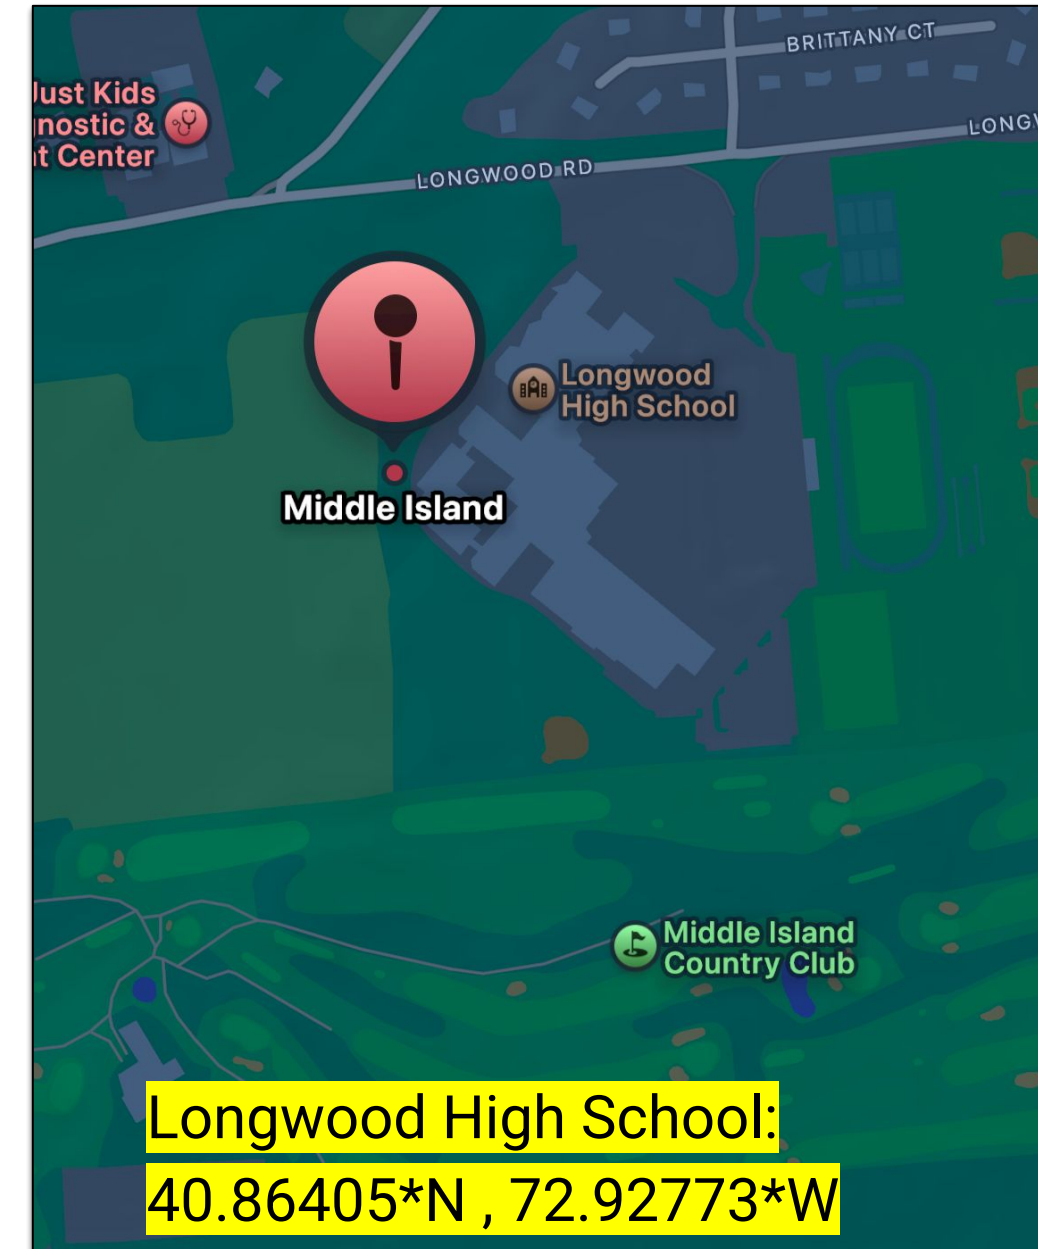 BRITTANY CT
Just Kids
nostic &
t Center
LONGWOOD RD
LONGW
Longwood
High School
Middle Island
Middle Island
Country Club
Longwood High School:
40.86405*N , 72.92773*W